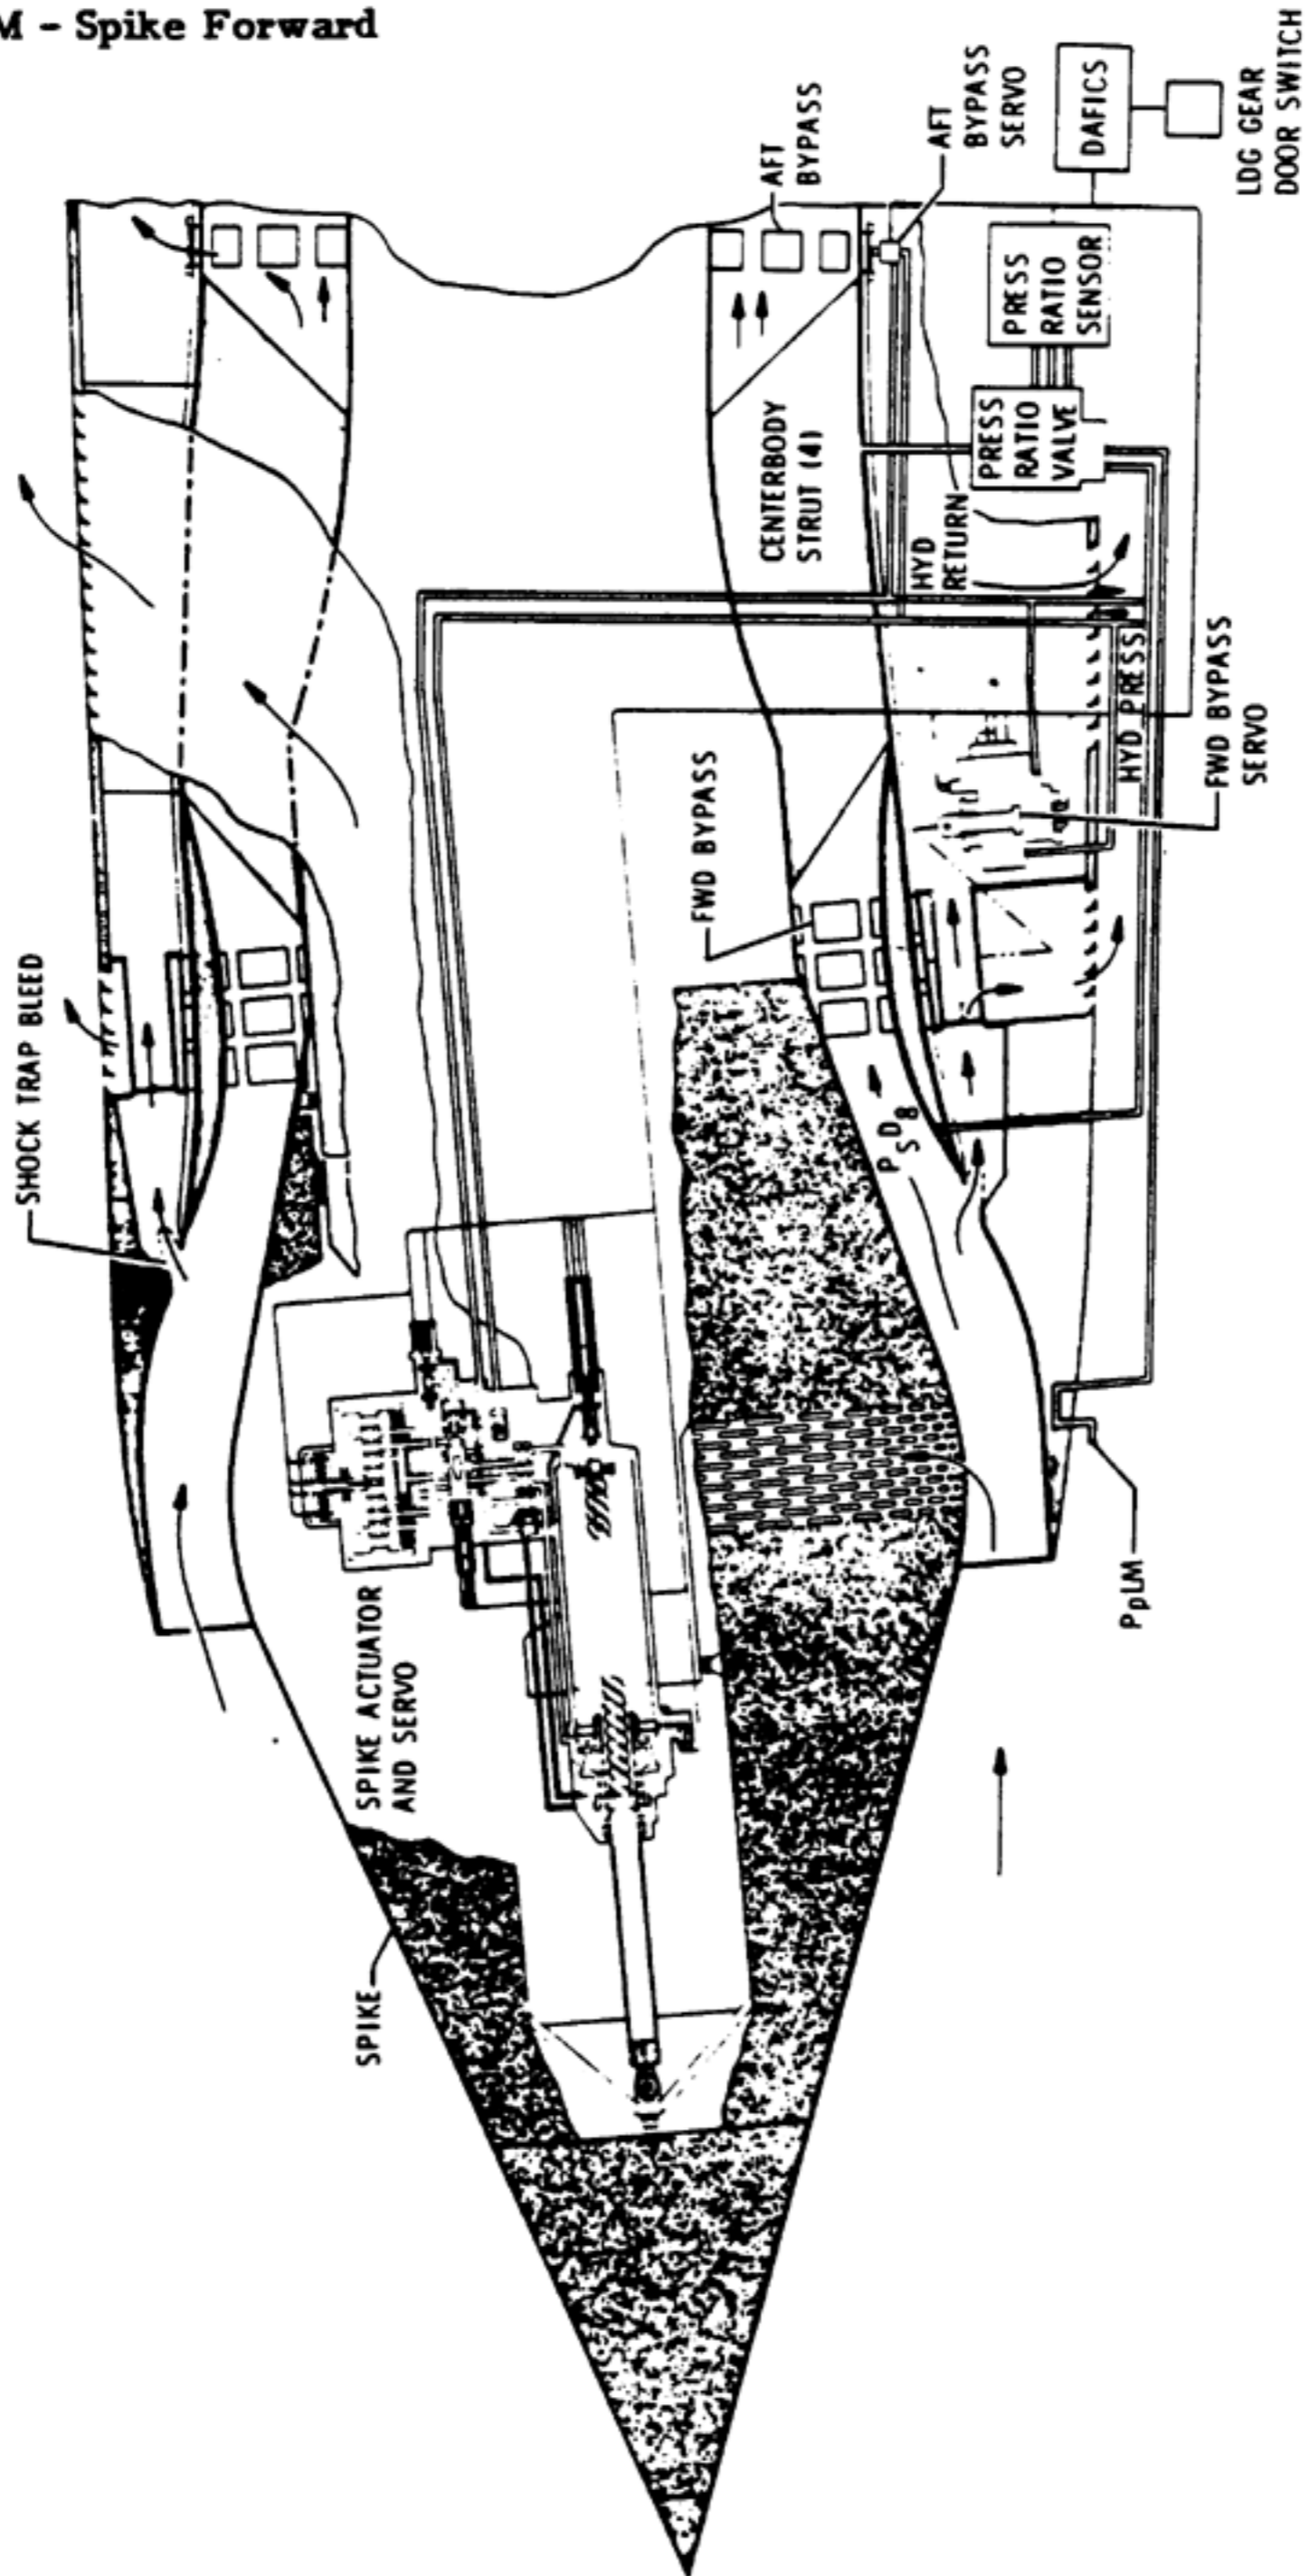 M - Spike Forward
SHOCK TRAP BLEED
SPIKE
SPIKE ACTUATOR
AND SERVO
FWD BYPASS
CENTERBODY
STRUT (4)
AFT
BYPASS
AFT
BYPASS
SERVO
HYD
RETURN
PRESS
RATIO
VALVE
PRESS
RATIO
SENSOR
DAFICS
LDG GEAR
DOOR SWITCH
HYD PRESS
FWD BYPASS
SERVO
PSD8
PpLM